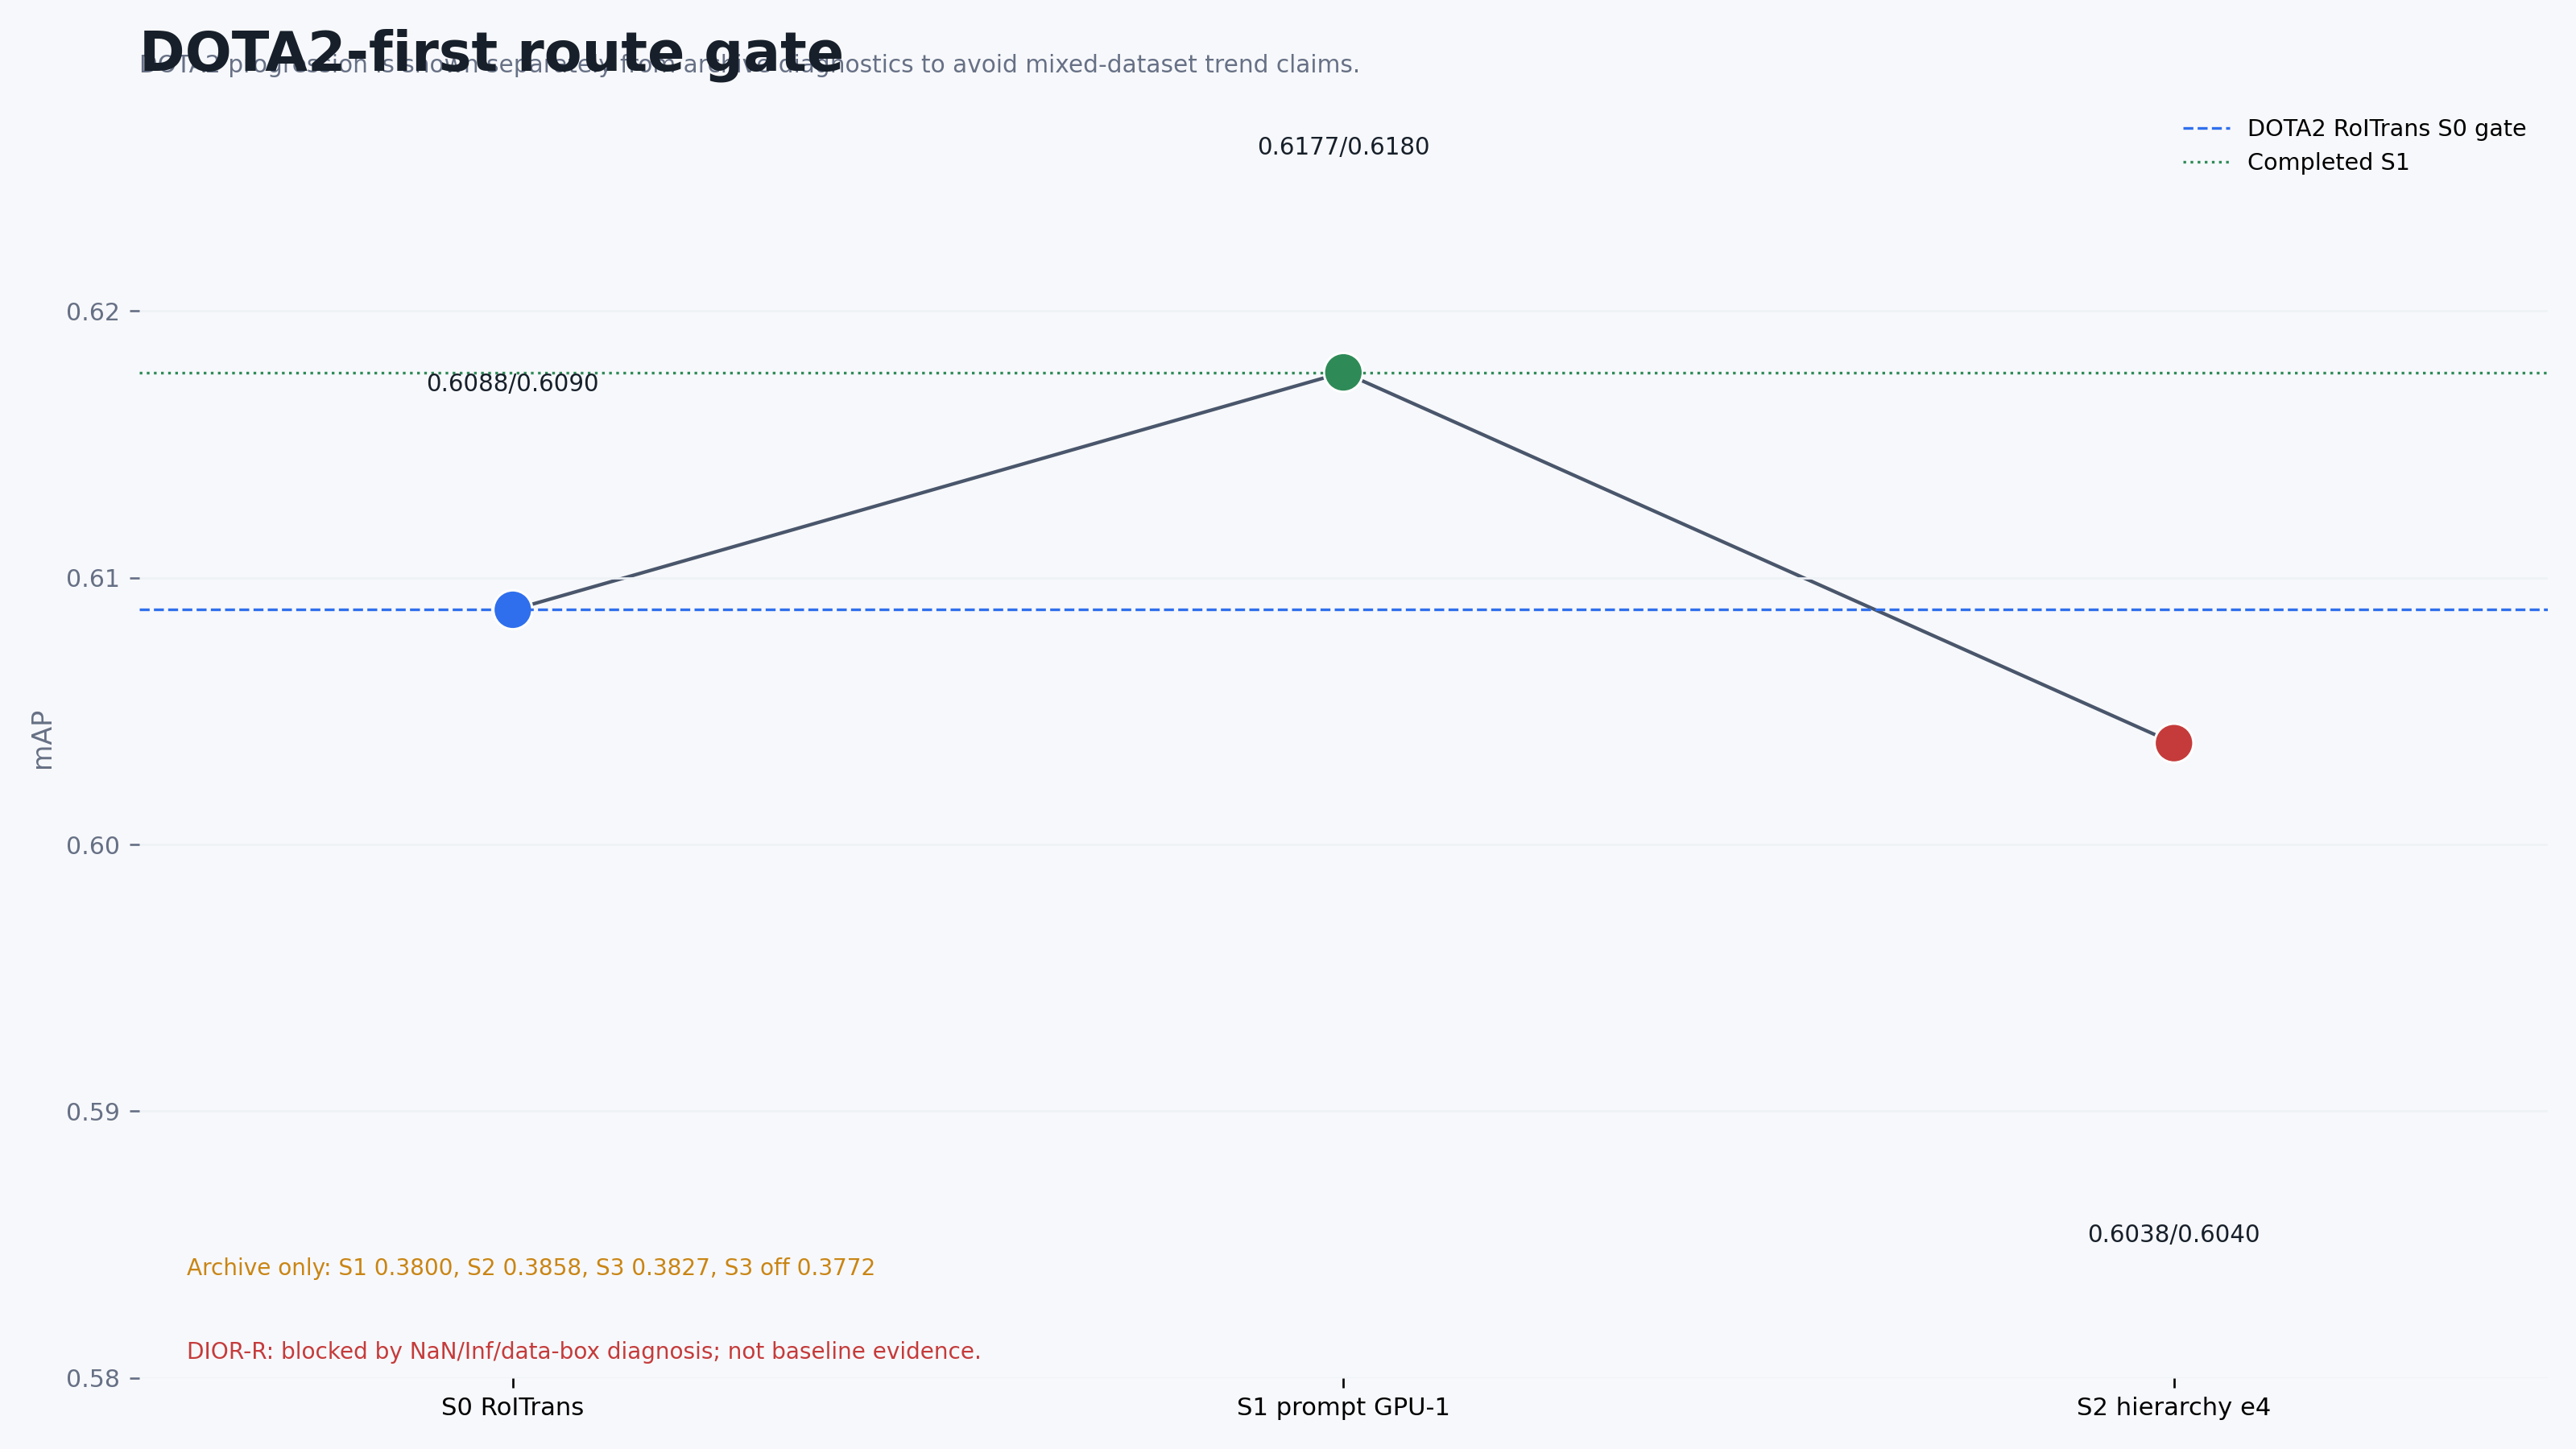 DOTA2-first route gate
DOTA2 progression is shown separately from archive diagnostics to avoid mixed-dataset trend claims.
0.6177/0.6180
DOTA2 RoITrans S0 gate
Completed S1
0.62
0.6088/0.6090
0.61
mAP
0.60
0.59
0.6038/0.6040
Archive only: S1 0.3800, S2 0.3858, S3 0.3827, S3 off 0.3772
DIOR-R: blocked by NaN/Inf/data-box diagnosis; not baseline evidence.
0.58
S0 RoITrans
S1 prompt GPU-1
S2 hierarchy e4